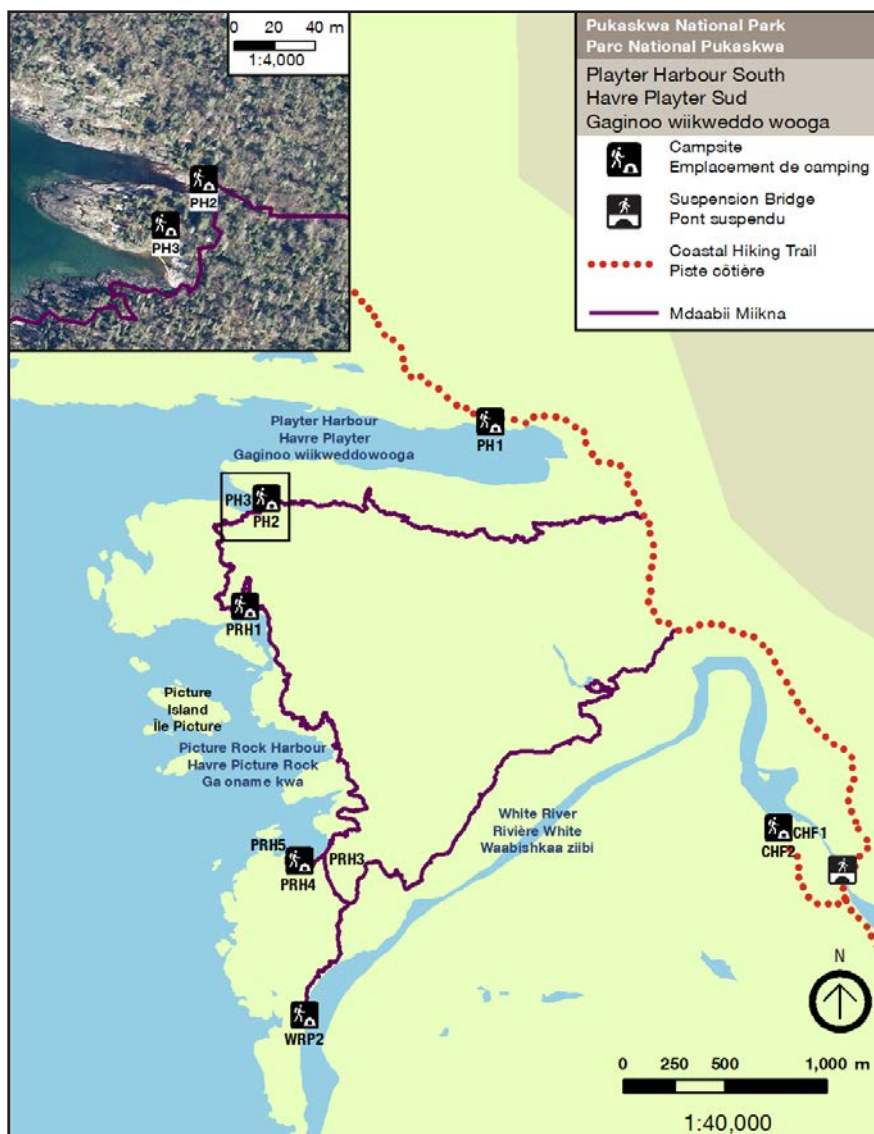 0 20 40 m
1:4,000
PH2
PH3
Pukaskwa National Park
Parc National Pukaskwa
Playter Harbour South
Havre Playter Sud
Gaginoo wiikweddo wooga
Campsite
Emplacement de camping
Suspension Bridge
Pont suspendu
Coastal Hiking Trail
Piste côtière
Mdaabii Miikna
Playter Harbour
Havre Playter
Gaginoo wiikweddowooga
PH1
PH3
PH2
PRH1
Picture
Island
Île Picture
Picture Rock Harbour
Havre Picture Rock
Ga oname kwa
White River
Rivière White
Waabishkaa ziibi
CHF1
CHF2
PRH5
PRH3
PRH4
WRP2
N
0 250 500 1,000 m
1:40,000